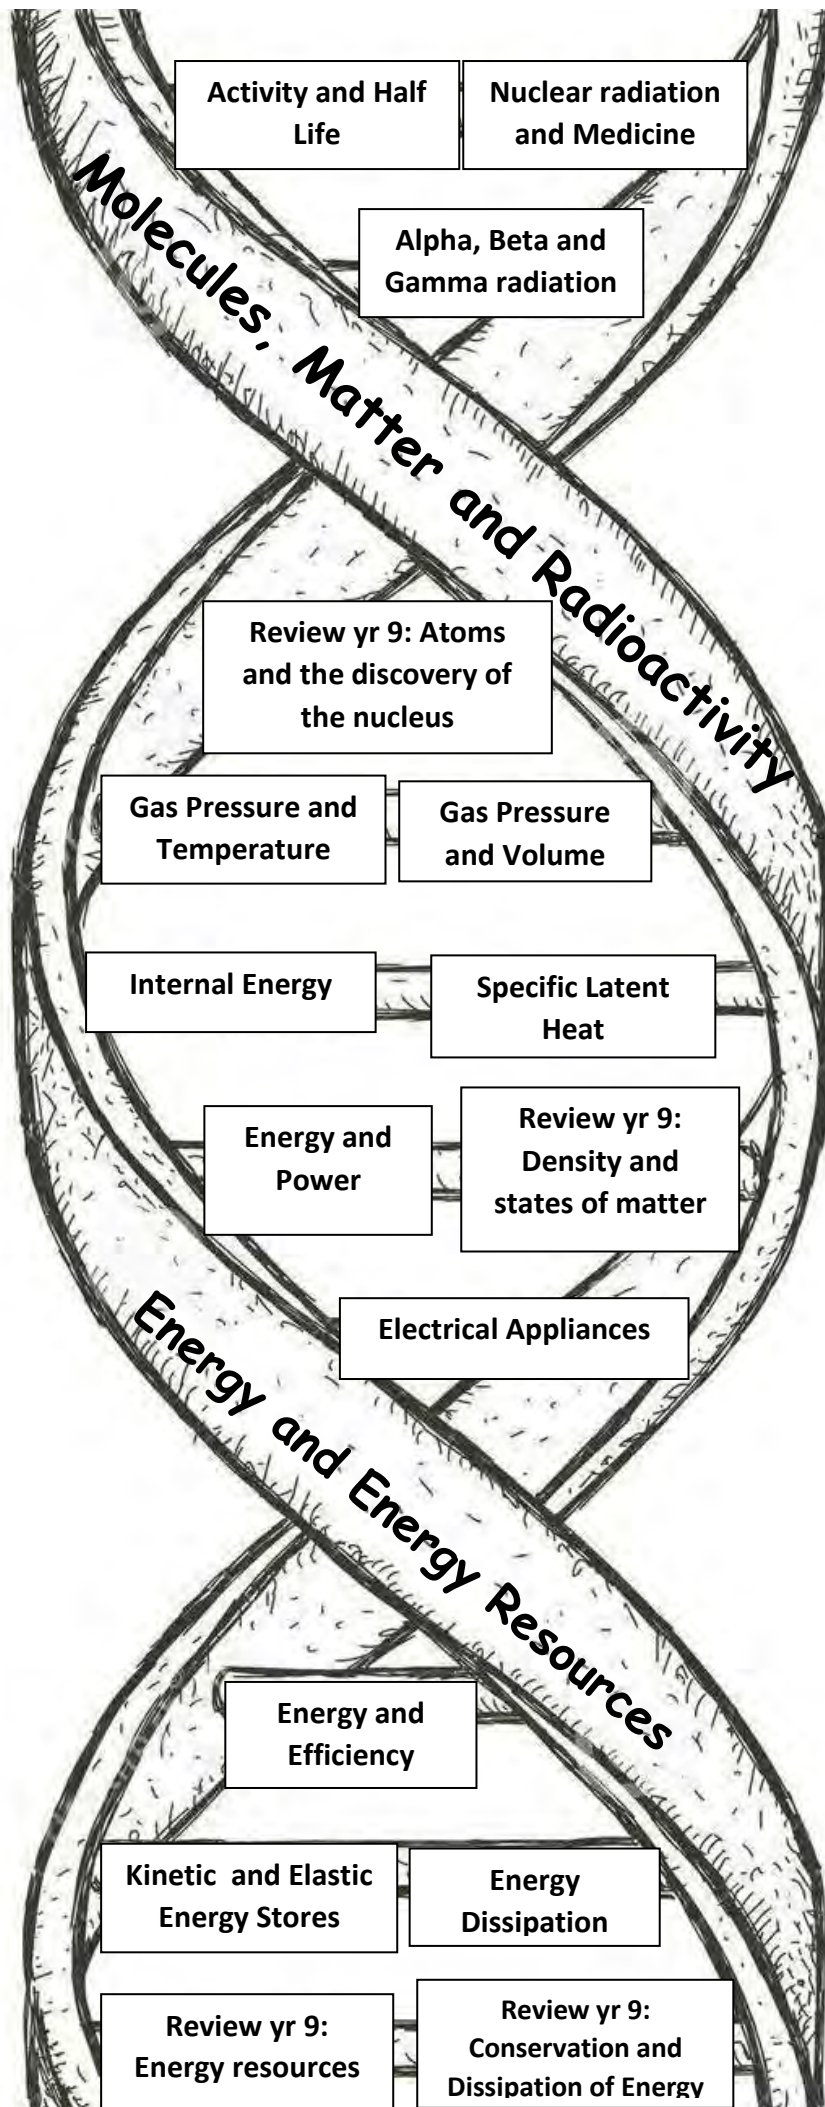 Activity and Half
Life
Nuclear radiation
and Medicine
Alpha, Beta and
Gamma radiation
Molecules, Matter and Radioactivity
Review yr 9: Atoms
and the discovery of
the nucleus
Gas Pressure and
Temperature
Gas Pressure
and Volume
Internal Energy
Specific Latent
Heat
Energy and
Power
Review yr 9:
Density and
states of matter
Electrical Appliances
Energy and Energy Resources
Energy and
Efficiency
Kinetic and Elastic
Energy Stores
Energy
Dissipation
Review yr 9:
Energy resources
Review yr 9:
Conservation and
Dissipation of Energy